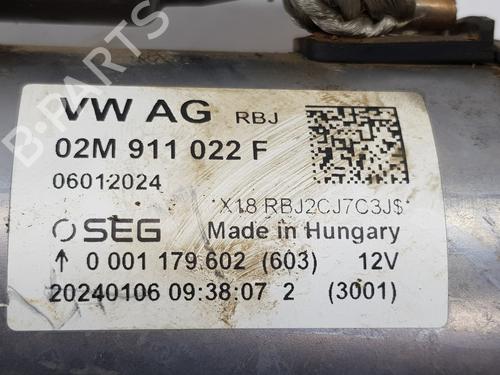 VW AG RBJ
02M 911 022 F
06012024
*X18 RBJ2CJ7C3J$*
SEG Made in Hungary
↑ 0 001 179 602 (603) 12V
20240106 09:38:07 2 (3001)
B-PARTS